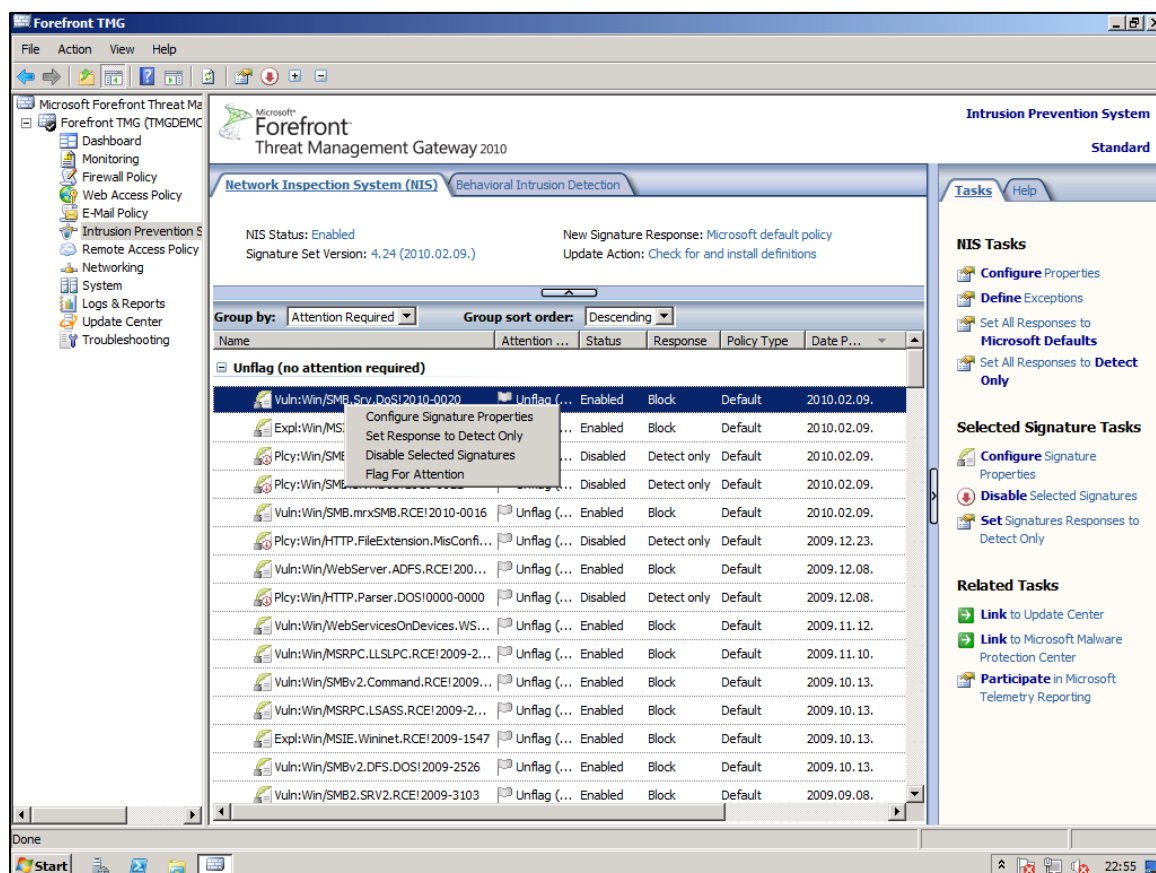 Forefront TMG
File Action View Help
Microsoft Forefront Threat Ma
Forefront TMG (TMGDEMC
Dashboard
Monitoring
Firewall Policy
Web Access Policy
E-Mail Policy
Intrusion Prevention S
Remote Access Policy
Networking
System
Logs & Reports
Update Center
Troubleshooting
Microsoft
Forefront
Threat Management Gateway 2010
Intrusion Prevention System
Standard
Network Inspection System (NIS) Behavioral Intrusion Detection
NIS Status: Enabled New Signature Response: Microsoft default policy
Signature Set Version: 4.24 (2010.02.09.) Update Action: Check for and install definitions
Group by: Attention Required Group sort order: Descending
Name Attention ... Status Response Policy Type Date P...
Unflag (no attention required)
Vuln:Win/SMB.Srv.DoS!2010-0020 Unflag (... Enabled Block Default 2010.02.09.
Expl:Win/MS Unflag (... Enabled Block Default 2010.02.09.
Plcy:Win/SMB Disabled Detect only Default 2010.02.09.
Plcy:Win/SMB Unflag (... Disabled Detect only Default 2010.02.09.
Configure Signature Properties
Set Response to Detect Only
Disable Selected Signatures
Flag For Attention
Vuln:Win/SMB.mrxSMB.RCE!2010-0016 Unflag (... Enabled Block Default 2010.02.09.
Plcy:Win/HTTP.FileExtension.MisConfi... Unflag (... Disabled Detect only Default 2009.12.23.
Vuln:Win/WebServer.ADFS.RCE!200... Unflag (... Enabled Block Default 2009.12.08.
Plcy:Win/HTTP.Parser.DOS!0000-0000 Unflag (... Disabled Detect only Default 2009.12.08.
Vuln:Win/WebServicesOnDevices.WS... Unflag (... Enabled Block Default 2009.11.12.
Vuln:Win/MSRPC.LLSLPC.RCE!2009-2... Unflag (... Enabled Block Default 2009.11.10.
Vuln:Win/SMBv2.Command.RCE!2009... Unflag (... Enabled Block Default 2009.10.13.
Vuln:Win/MSRPC.LSASS.RCE!2009-2... Unflag (... Enabled Block Default 2009.10.13.
Expl:Win/MSIE.Wininet.RCE!2009-1547 Unflag (... Enabled Block Default 2009.10.13.
Vuln:Win/SMBv2.DFS.DOS!2009-2526 Unflag (... Enabled Block Default 2009.10.13.
Vuln:Win/SMB2.SRV2.RCE!2009-3103 Unflag (... Enabled Block Default 2009.09.08.
Tasks Help
NIS Tasks
Configure Properties
Define Exceptions
Set All Responses to
Microsoft Defaults
Set All Responses to Detect
Only
Selected Signature Tasks
Configure Signature
Properties
Disable Selected Signatures
Set Signatures Responses to
Detect Only
Related Tasks
Link to Update Center
Link to Microsoft Malware
Protection Center
Participate in Microsoft
Telemetry Reporting
Done
Start 22:55